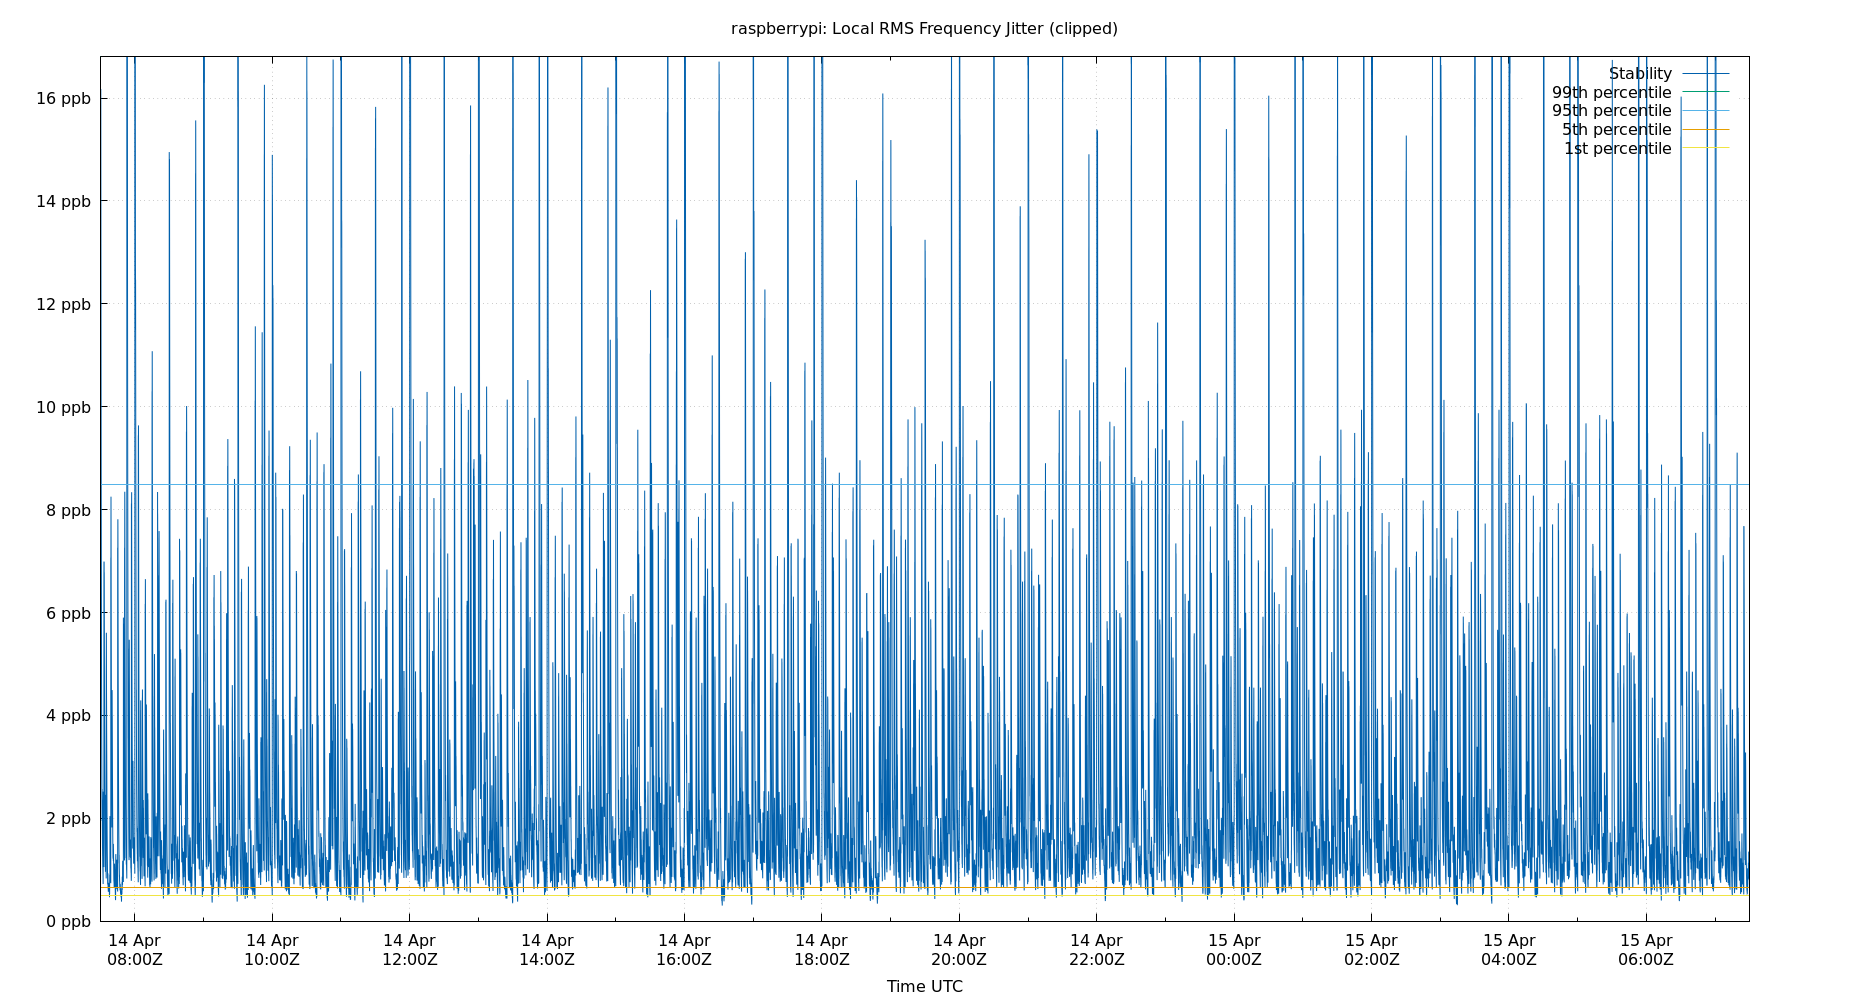 raspberrypi: Local RMS Frequency Jitter (clipped)
Stability
99th percentile
95th percentile
5th percentile
1st percentile
16 ppb
14 ppb
12 ppb
10 ppb
8 ppb
6 ppb
4 ppb
2 ppb
0 ppb
14 Apr 14 Apr 14 Apr 14 Apr 14 Apr 14 Apr 14 Apr 14 Apr 15 Apr 15 Apr 15 Apr 15 Apr
08:00Z 10:00Z 12:00Z 14:00Z 16:00Z 18:00Z 20:00Z 22:00Z 00:00Z 02:00Z 04:00Z 06:00Z
Time UTC